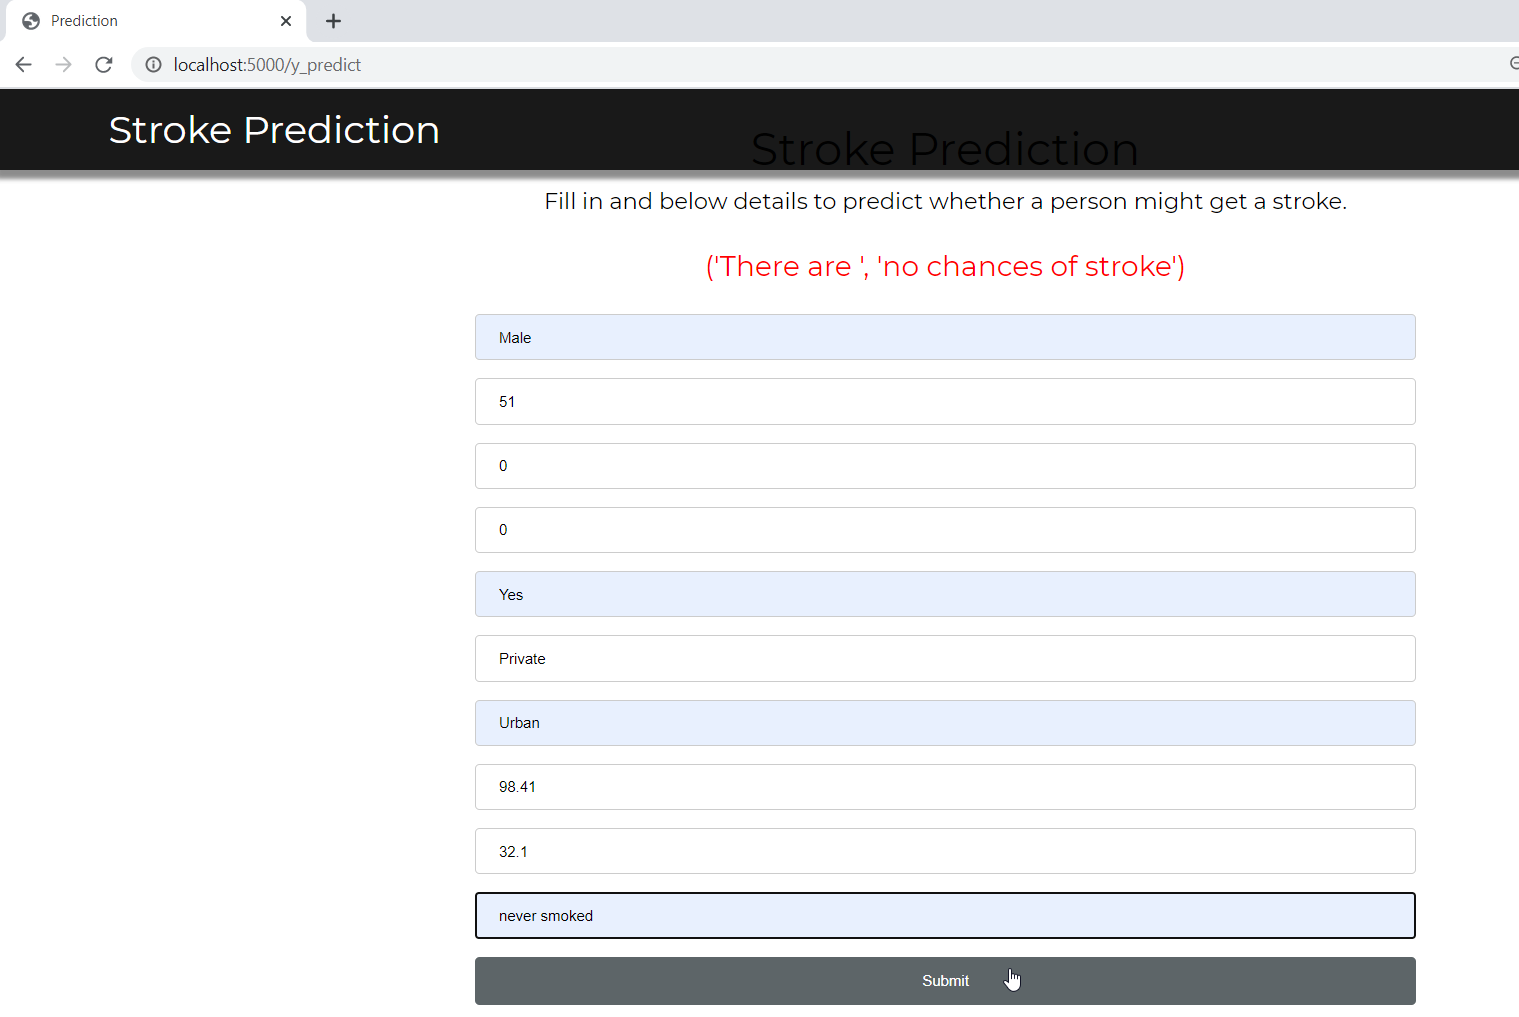 Prediction
localhost:5000/y_predict
Stroke Prediction
Stroke Prediction
Fill in and below details to predict whether a person might get a stroke.
('There are ', 'no chances of stroke')
Male
51
0
0
Yes
Private
Urban
98.41
32.1
never smoked
Submit